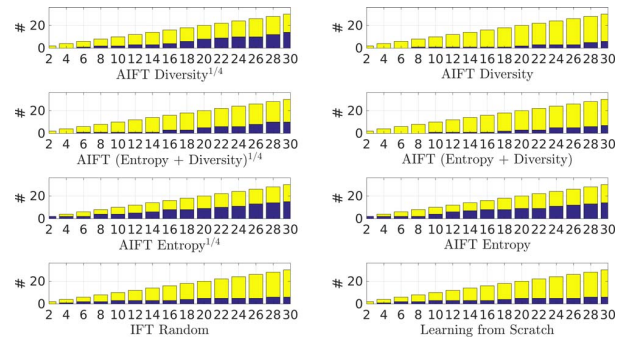 # 20 0 2 4 6 8 10 12 14 16 18 20 22 24 26 28 30
AIFT Diversity^{1/4}
# 20 0 2 4 6 8 10 12 14 16 18 20 22 24 26 28 30
AIFT Diversity
# 20 0 2 4 6 8 10 12 14 16 18 20 22 24 26 28 30
AIFT (Entropy + Diversity)^{1/4}
# 20 0 2 4 6 8 10 12 14 16 18 20 22 24 26 28 30
AIFT (Entropy + Diversity)
# 20 0 2 4 6 8 10 12 14 16 18 20 22 24 26 28 30
AIFT Entropy^{1/4}
# 20 0 2 4 6 8 10 12 14 16 18 20 22 24 26 28 30
AIFT Entropy
# 20 0 2 4 6 8 10 12 14 16 18 20 22 24 26 28 30
IFT Random
# 20 0 2 4 6 8 10 12 14 16 18 20 22 24 26 28 30
Learning from Scratch